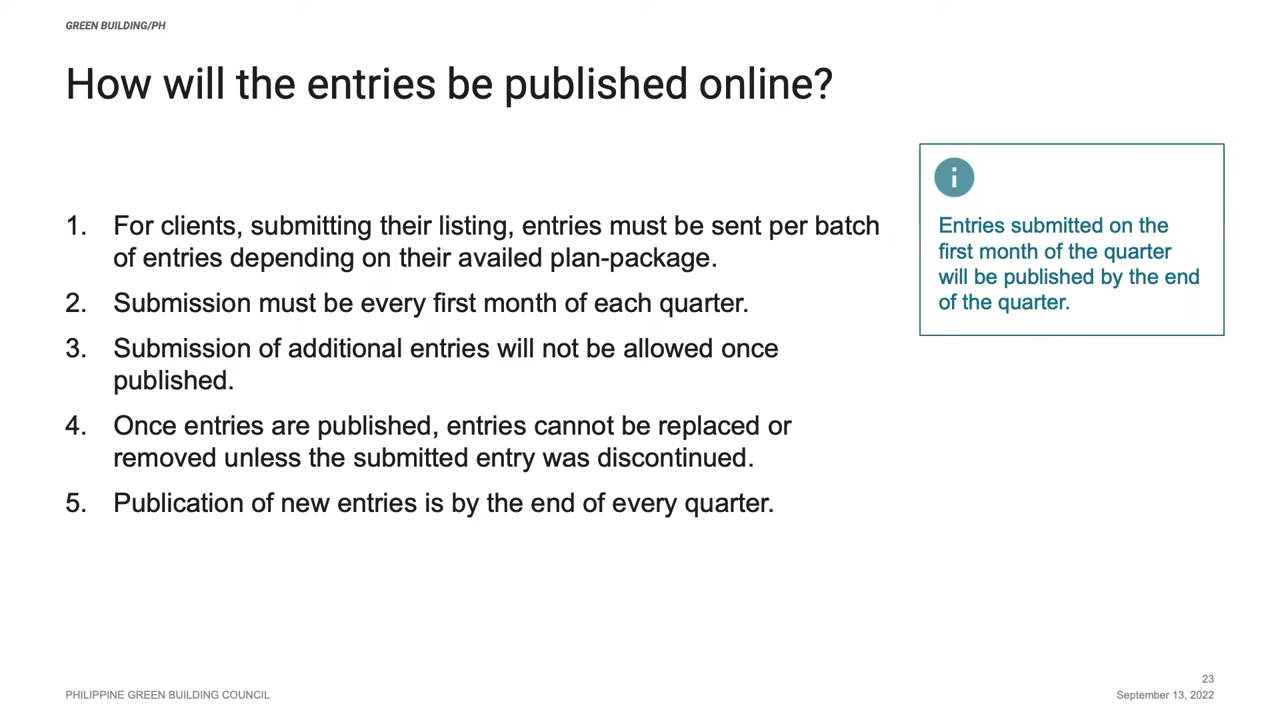 GREEN BUILDING/PH
How will the entries be published online?
1. For clients, submitting their listing, entries must be sent per batch
of entries depending on their availed plan-package.
2. Submission must be every first month of each quarter.
3. Submission of additional entries will not be allowed once
published.
4. Once entries are published, entries cannot be replaced or
removed unless the submitted entry was discontinued.
5. Publication of new entries is by the end of every quarter.
i
Entries submitted on the
first month of the quarter
will be published by the end
of the quarter.
PHILIPPINE GREEN BUILDING COUNCIL
23
September 13, 2022